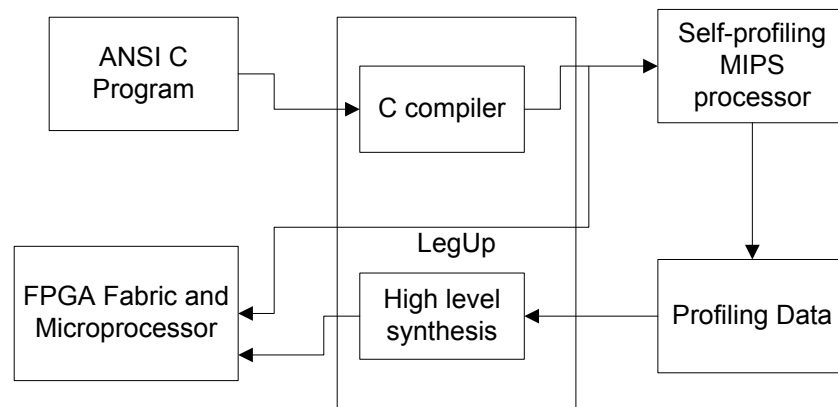 ANSI C
Program
C compiler
Self-profiling
MIPS
processor
LegUp
FPGA Fabric and
Microprocessor
High level
synthesis
Profiling Data